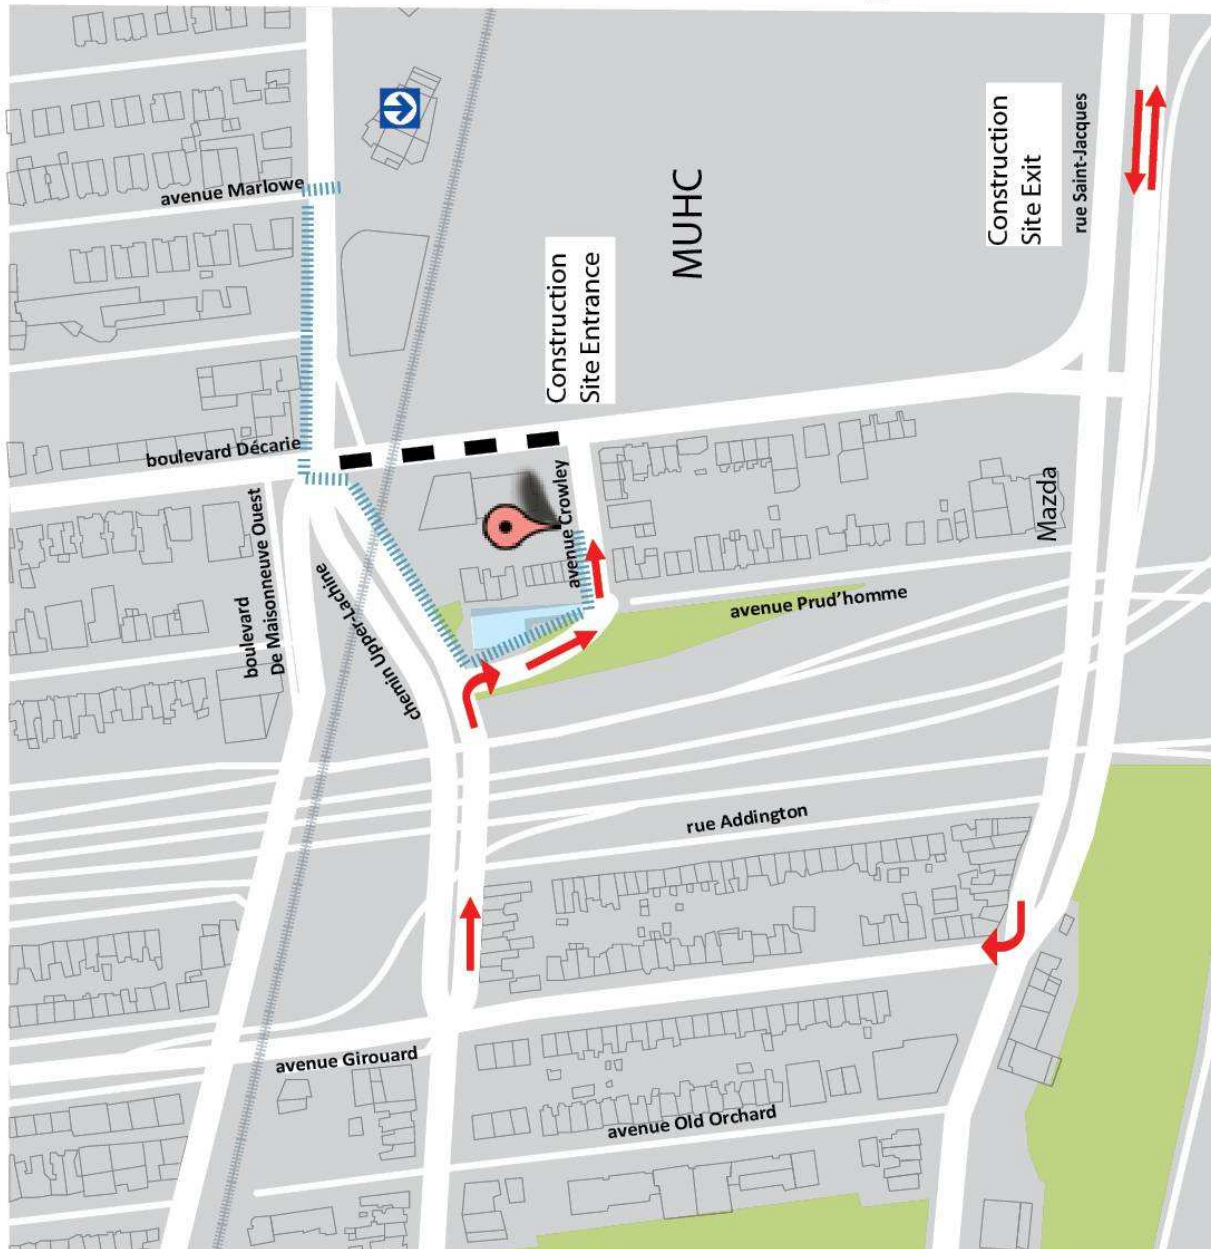 avenue Marlowe
boulevard Décarie
boulevard
De Maisonneuve Ouest
chemin Upper-Lachine
Construction
Site Entrance
MUHC
Construction
Site Exit
rue Saint-Jacques
avenue Crowley
Mazda
avenue Prud'homme
rue Addington
avenue Girouard
avenue Old Orchard